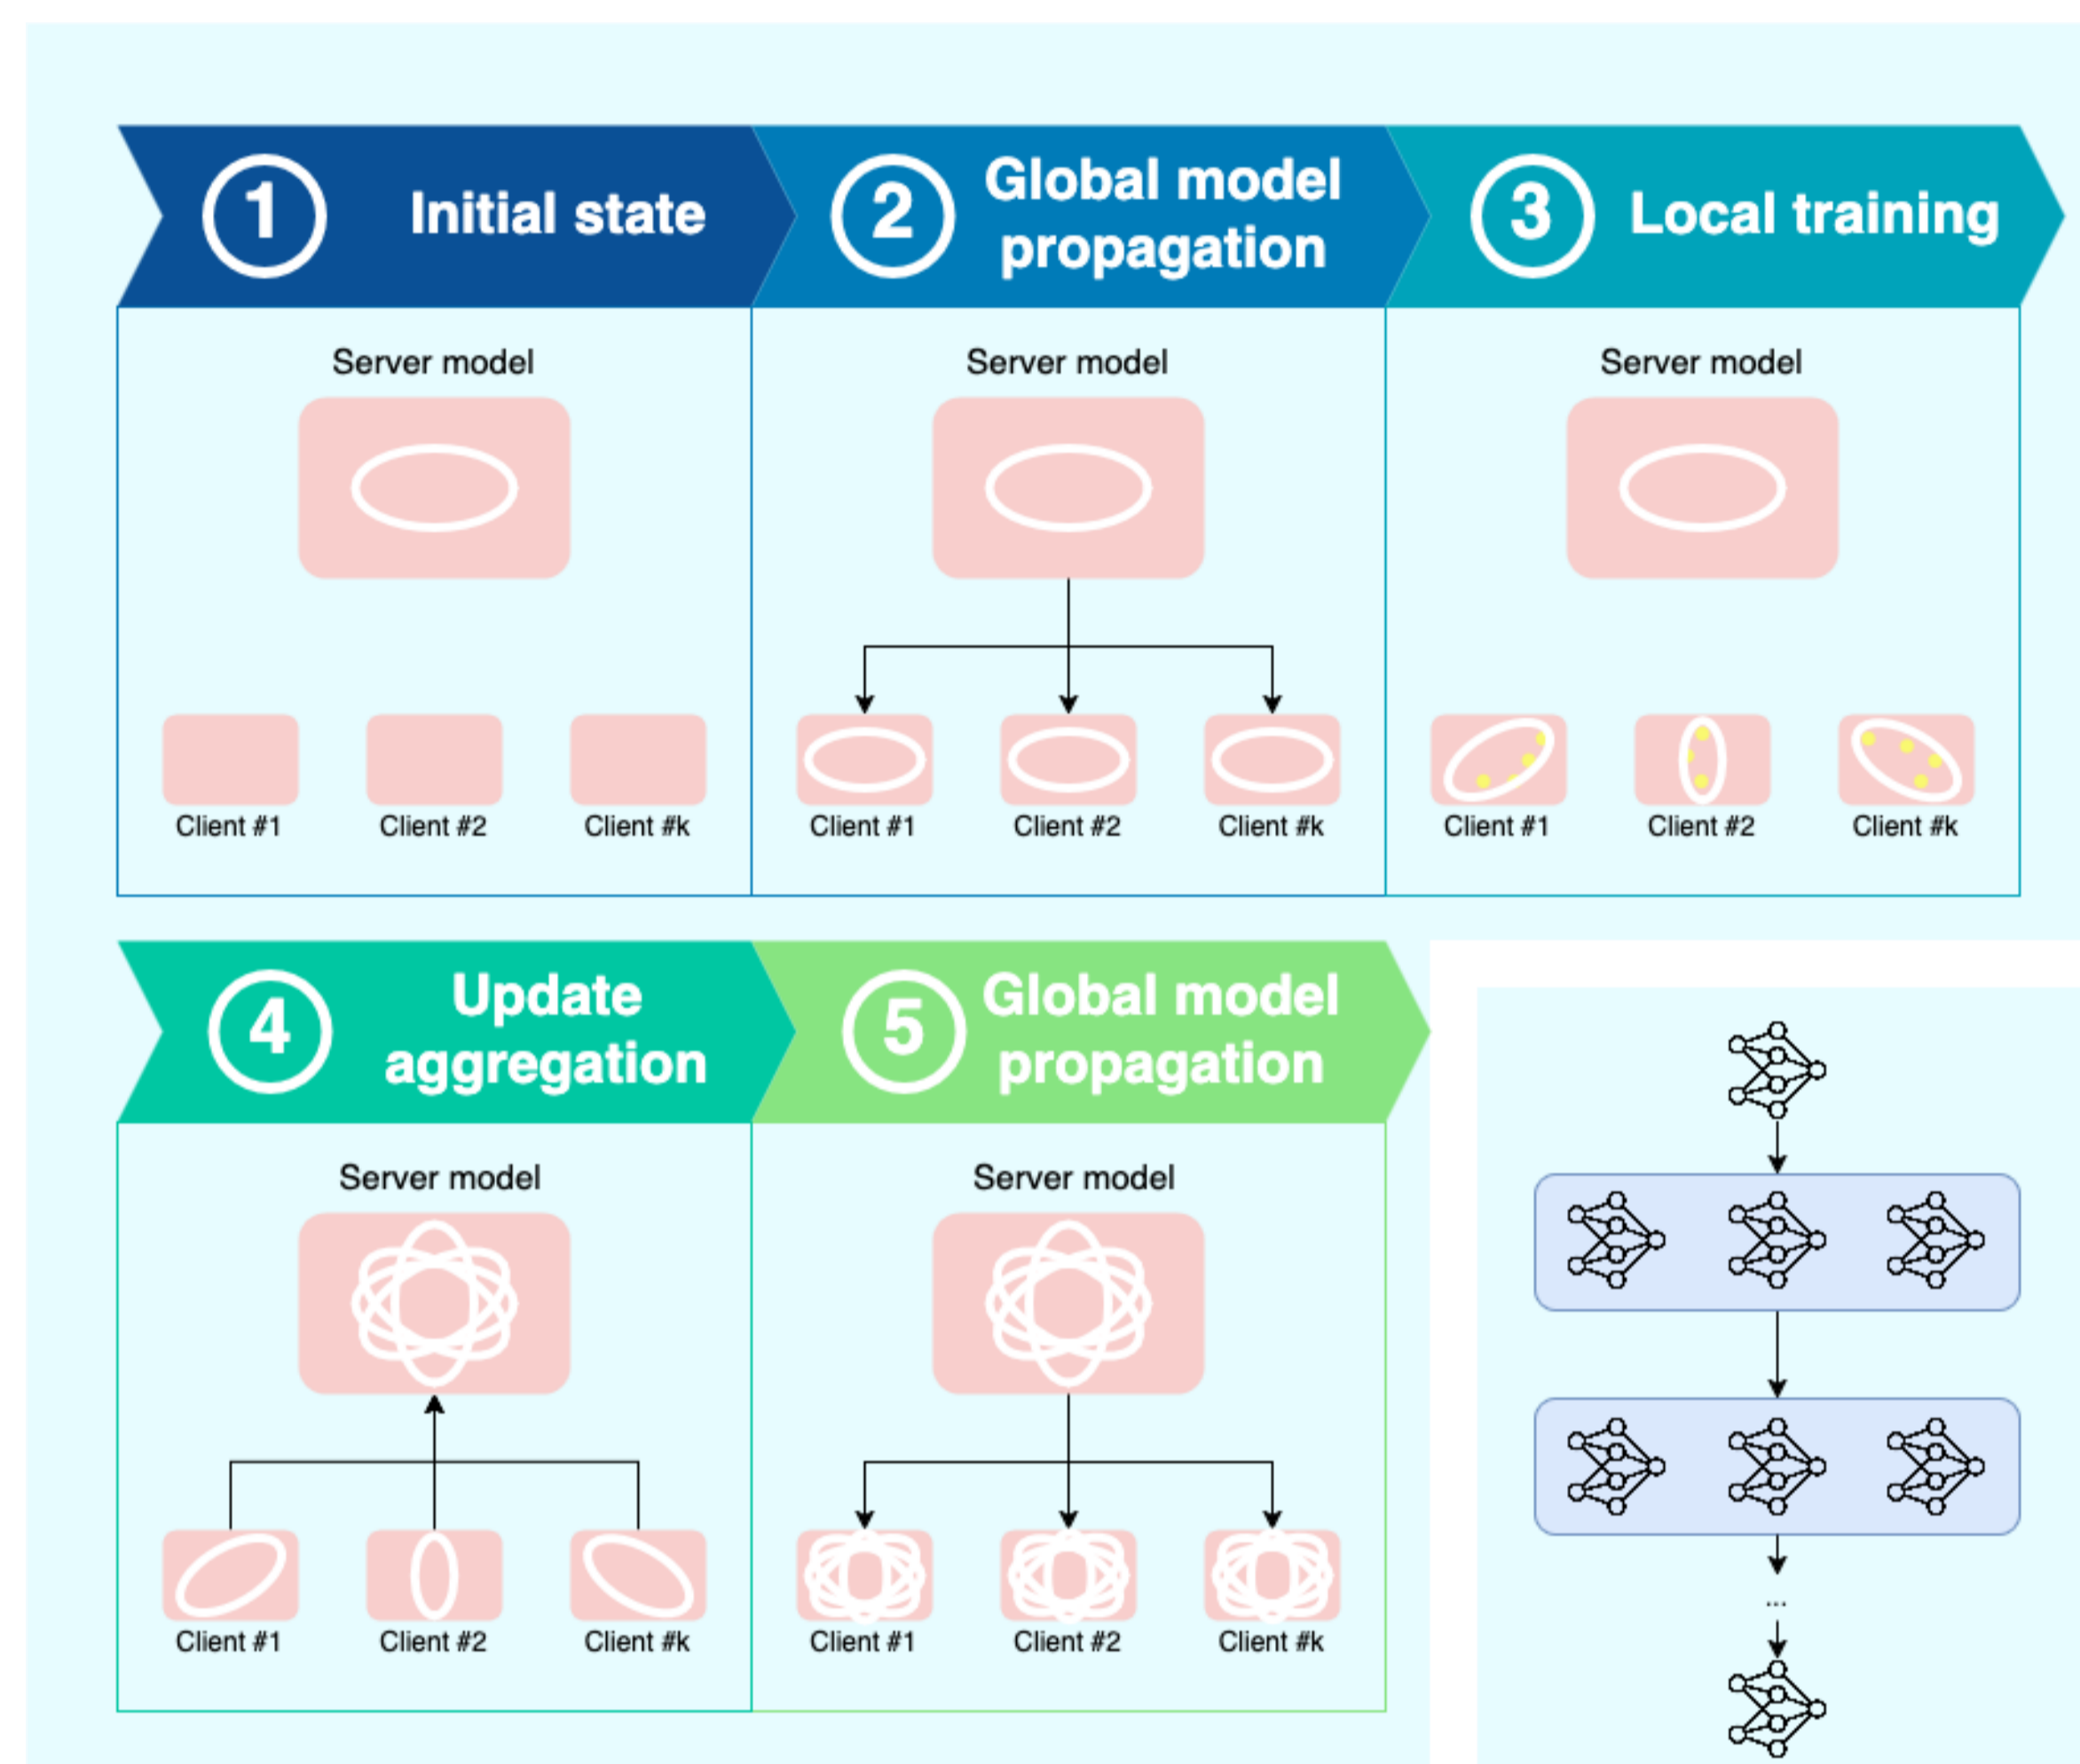 1
Initial state
2
Global model
propagation
3
Local training
Server model
Client #1
Client #2
Client #k
Server model
Client #1
Client #2
Client #k
Server model
Client #1
Client #2
Client #k
4
Update
aggregation
5
Global model
propagation
Server model
Client #1
Client #2
Client #k
Server model
Client #1
Client #2
Client #k
...